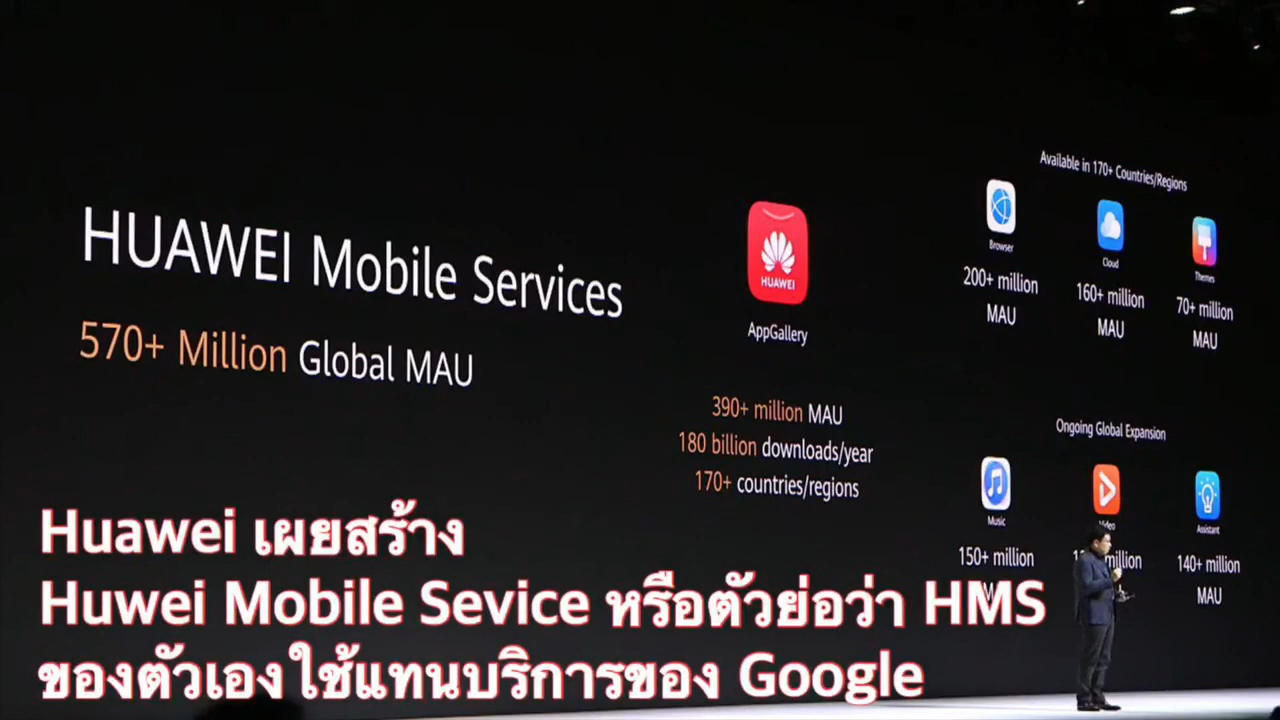 HUAWEI Mobile Services
570+ Million Global MAU
HUAWEI
AppGallery
390+ million MAU
180 billion downloads/year
170+ countries/regions
Available in 170+ Countries/Regions
Browser
200+ million
MAU
Cloud
160+ million
MAU
Themes
70+ million
MAU
Ongoing Global Expansion
Music
150+ million
Video
million
Assistant
140+ million
MAU
Huawei เผยสร้าง
Huwei Mobile Sevice หรือตัวย่อว่า HMS
ของตัวเองใช้แทนบริการของ Google